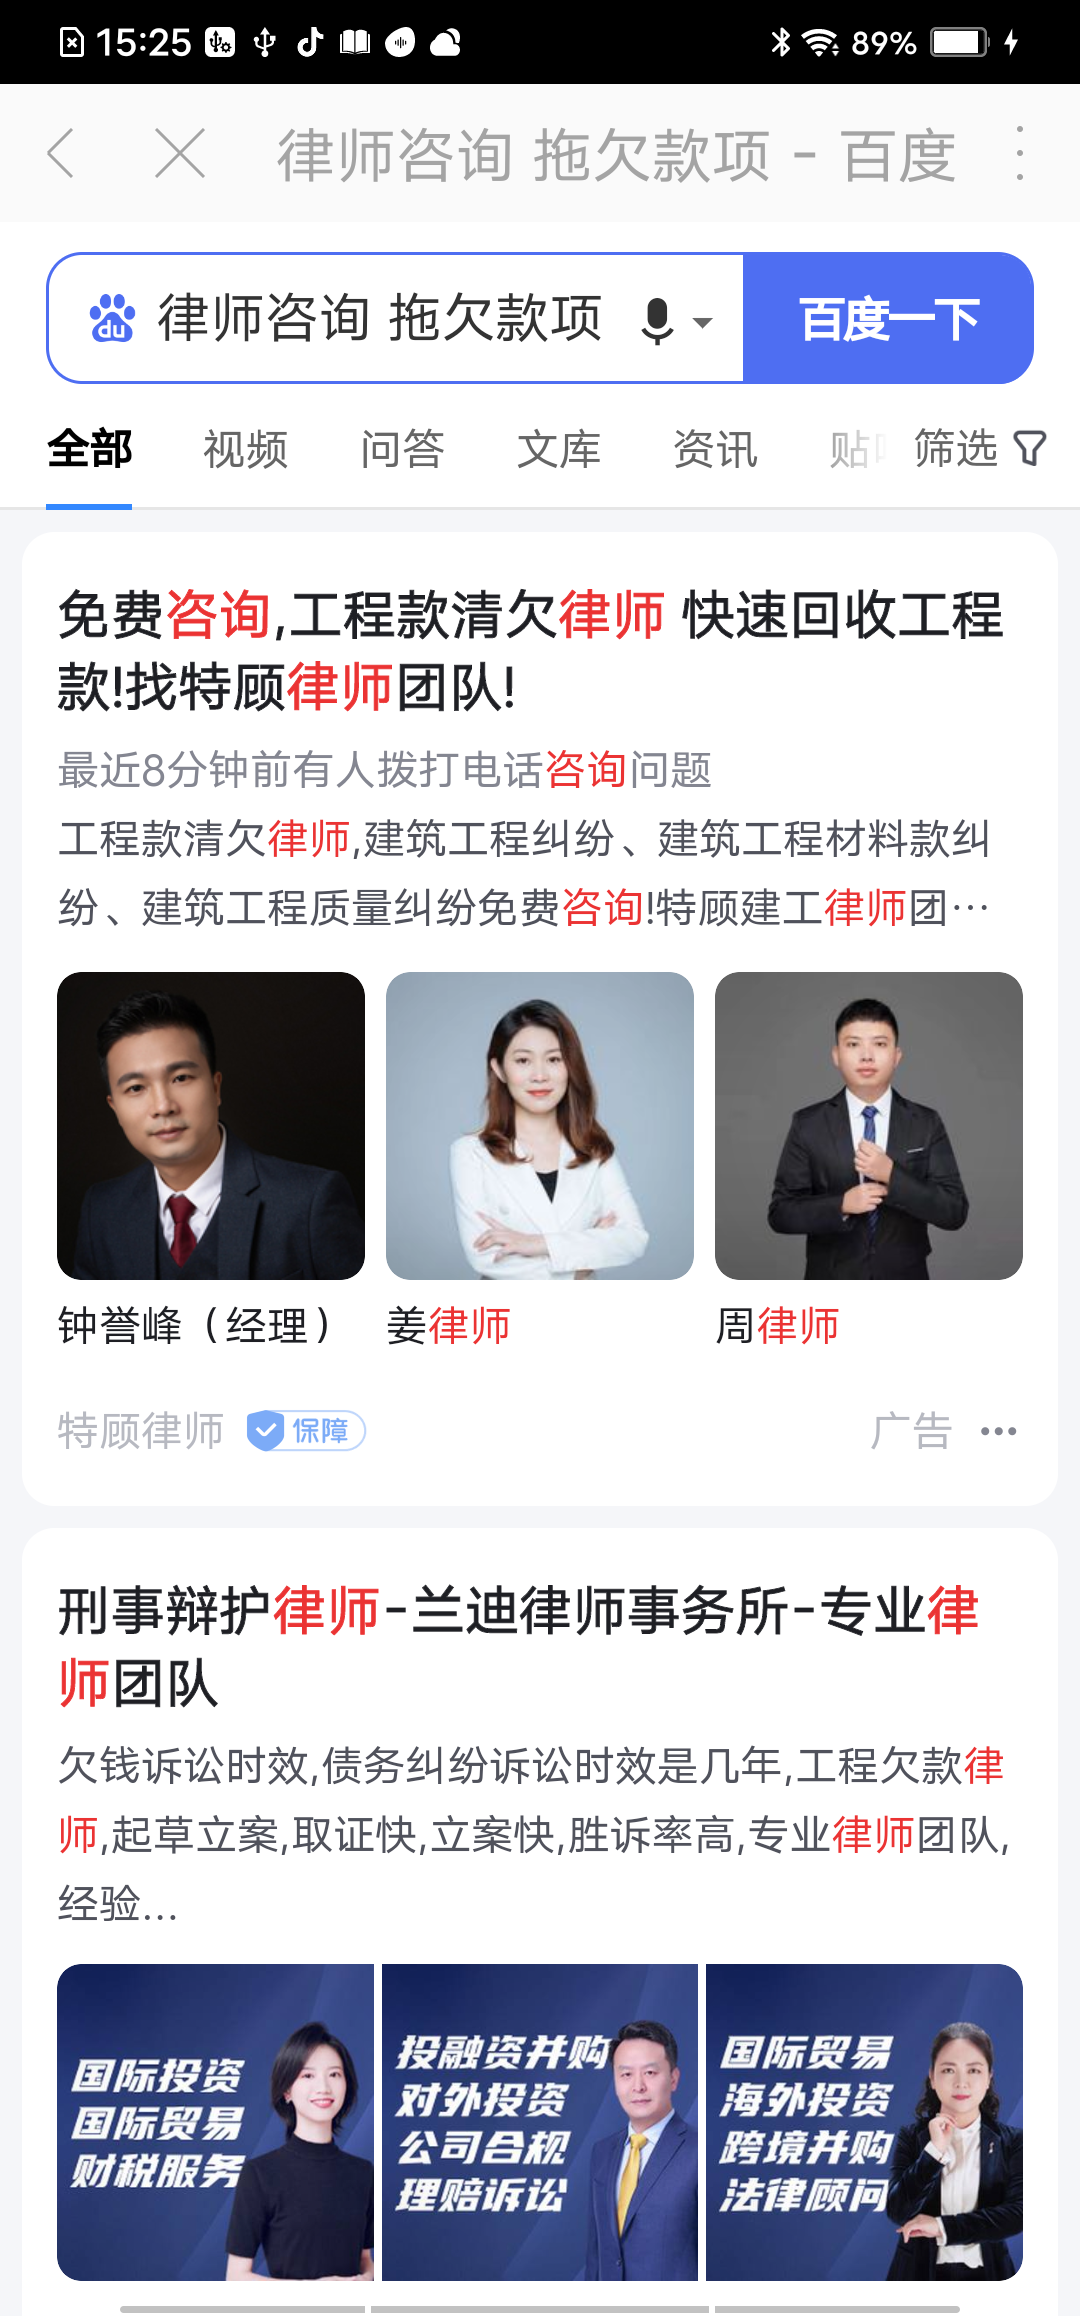 15:25
89%
律师咨询 拖欠款项 - 百度
du 律师咨询 拖欠款项 百度一下
全部 视频 问答 文库 资讯 贴 筛选
免费咨询,工程款清欠律师 快速回收工程
款!找特顾律师团队!
最近8分钟前有人拨打电话咨询问题
工程款清欠律师,建筑工程纠纷、建筑工程材料款纠
纷、建筑工程质量纠纷免费咨询!特顾建工律师团…
钟誉峰（经理） 姜律师 周律师
特顾律师 保障 广告
刑事辩护律师-兰迪律师事务所-专业律
师团队
欠钱诉讼时效,债务纠纷诉讼时效是几年,工程欠款律
师,起草立案,取证快,立案快,胜诉率高,专业律师团队,
经验...
国际投资
国际贸易
财税服务
投融资并购
对外投资
公司合规
理赔诉讼
国际贸易
海外投资
跨境并购
法律顾问